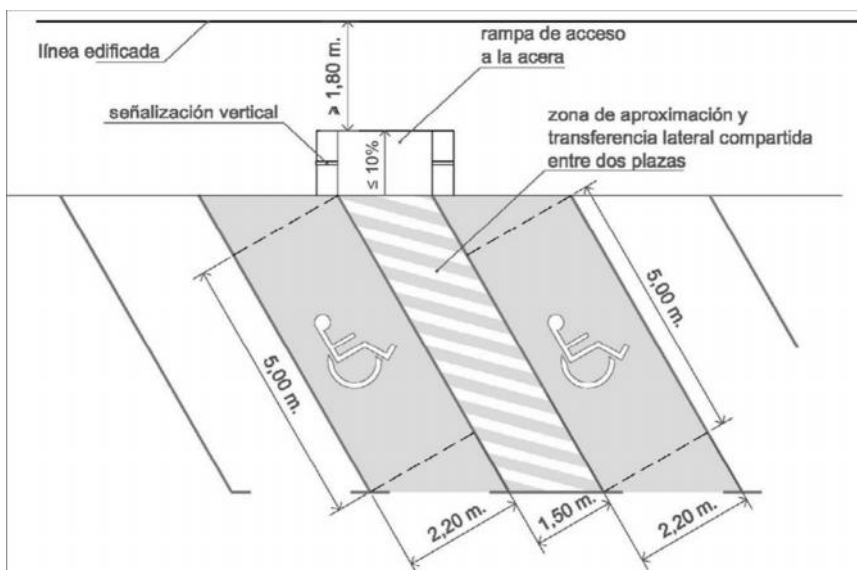 línea edificada
≥ 1,80 m.
rampa de acceso
a la acera
señalización vertical
≤ 10%
zona de aproximación y
transferencia lateral compartida
entre dos plazas
5,00 m.
5,00 m.
2,20 m.
1,50 m.
2,20 m.